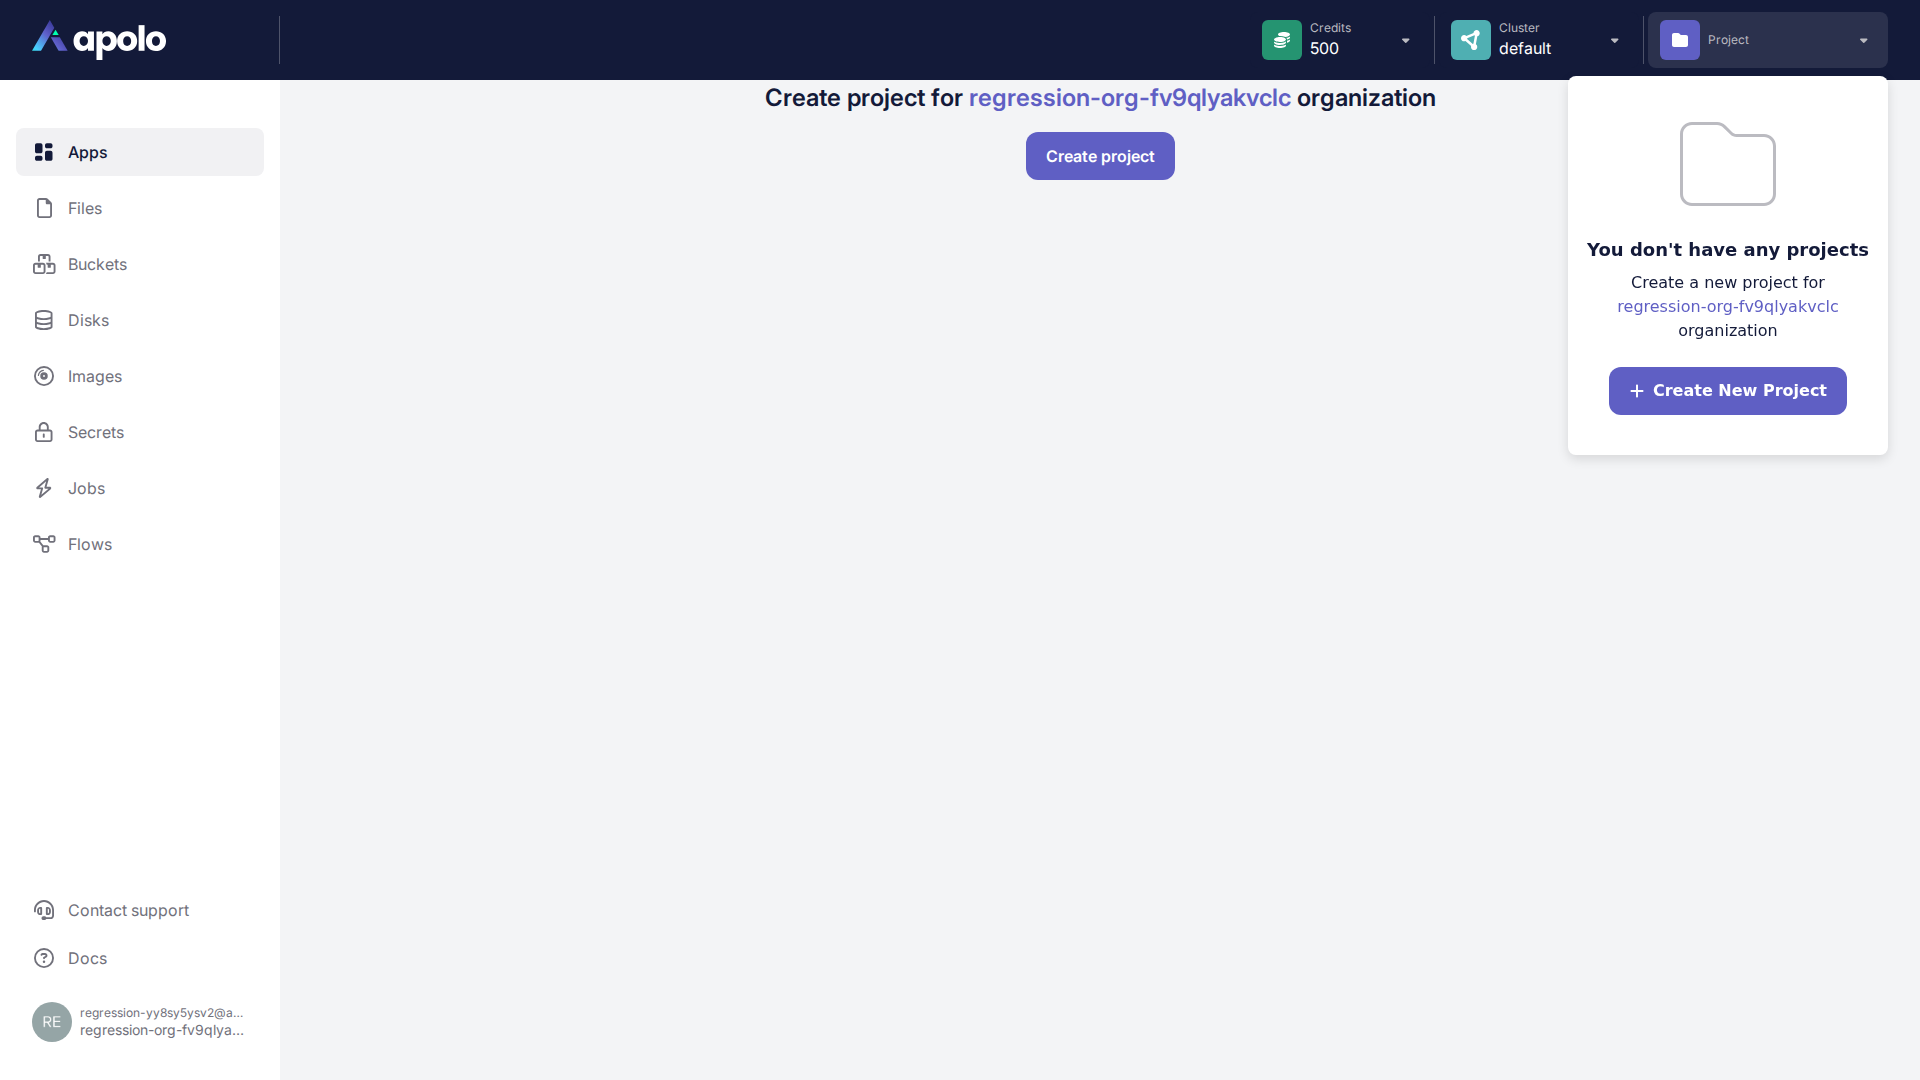 apolo
Credits
500
Cluster
default
Project
Create project for regression-org-fv9qlyakvclc organization
Create project
You don't have any projects
Create a new project for
regression-org-fv9qlyakvclc
organization
Create New Project
Apps
Files
Buckets
Disks
Images
Secrets
Jobs
Flows
Contact support
Docs
RE
regression-yy8sy5ysv2@a...
regression-org-fv9qlya...